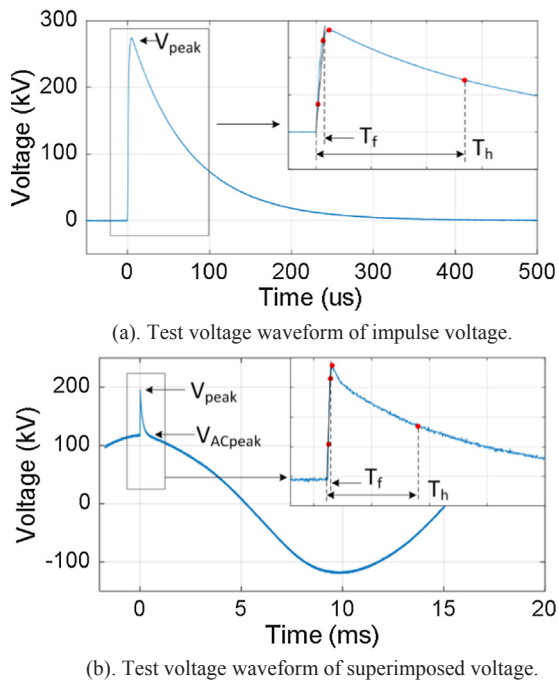 300
200
100
0
Voltage (kV)
V_peak
T_f
T_h
0 100 200 300 400 500
Time (us)
(a). Test voltage waveform of impulse voltage.
200
100
0
-100
Voltage (kV)
V_peak
V_ACpeak
T_f
T_h
0 5 10 15 20
Time (ms)
(b). Test voltage waveform of superimposed voltage.